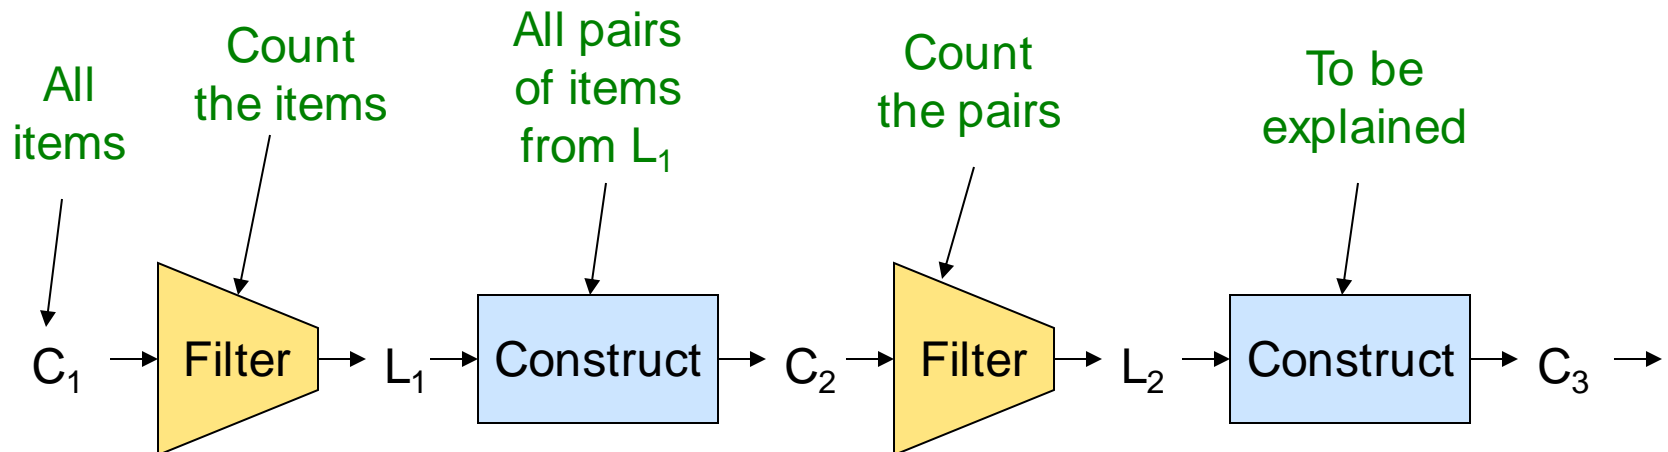 All
items
Count
the items
All pairs
of items
from L₁
Count
the pairs
To be
explained
C₁
Filter
L₁
Construct
C₂
Filter
L₂
Construct
C₃